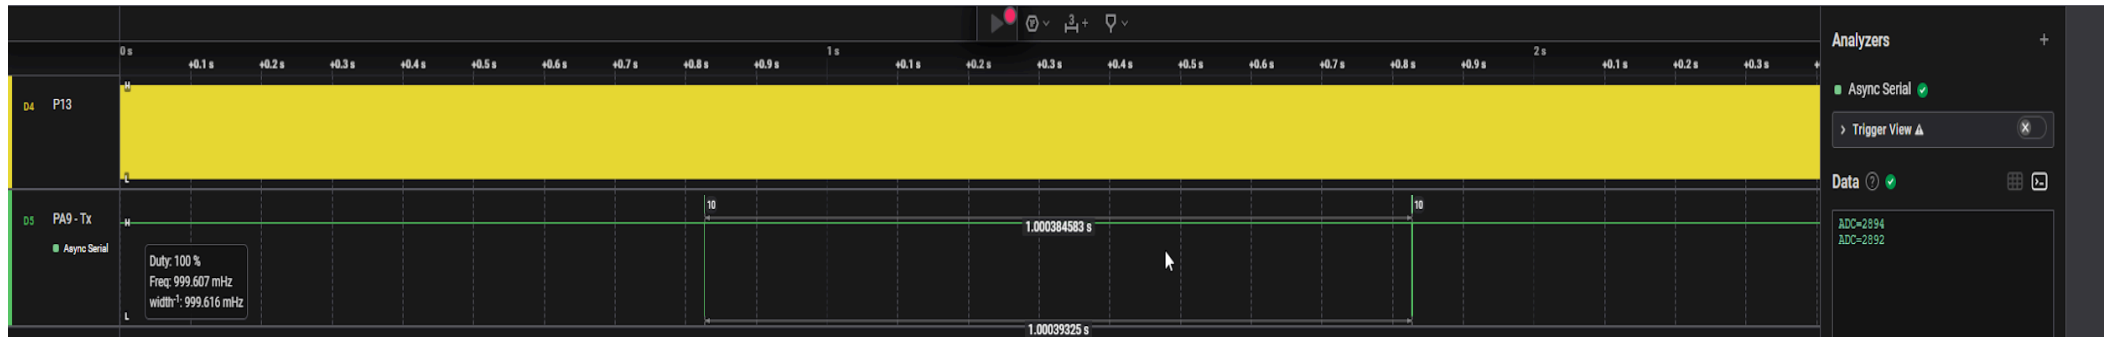 3
0 s
1 s
2 s
+0.1 s +0.2 s +0.3 s +0.4 s +0.5 s +0.6 s +0.7 s +0.8 s +0.9 s +0.1 s +0.2 s +0.3 s +0.4 s +0.5 s +0.6 s +0.7 s +0.8 s +0.9 s +0.1 s +0.2 s +0.3 s
D4 P13
H
L
D5 PA9 - Tx
Async Serial
H
L
10
10
1.000384583 s
Duty: 100 %
Freq: 999.607 mHz
width-1: 999.616 mHz
1.00039325 s
Analyzers
Async Serial
Trigger View
Data
ADC=2894
ADC=2892